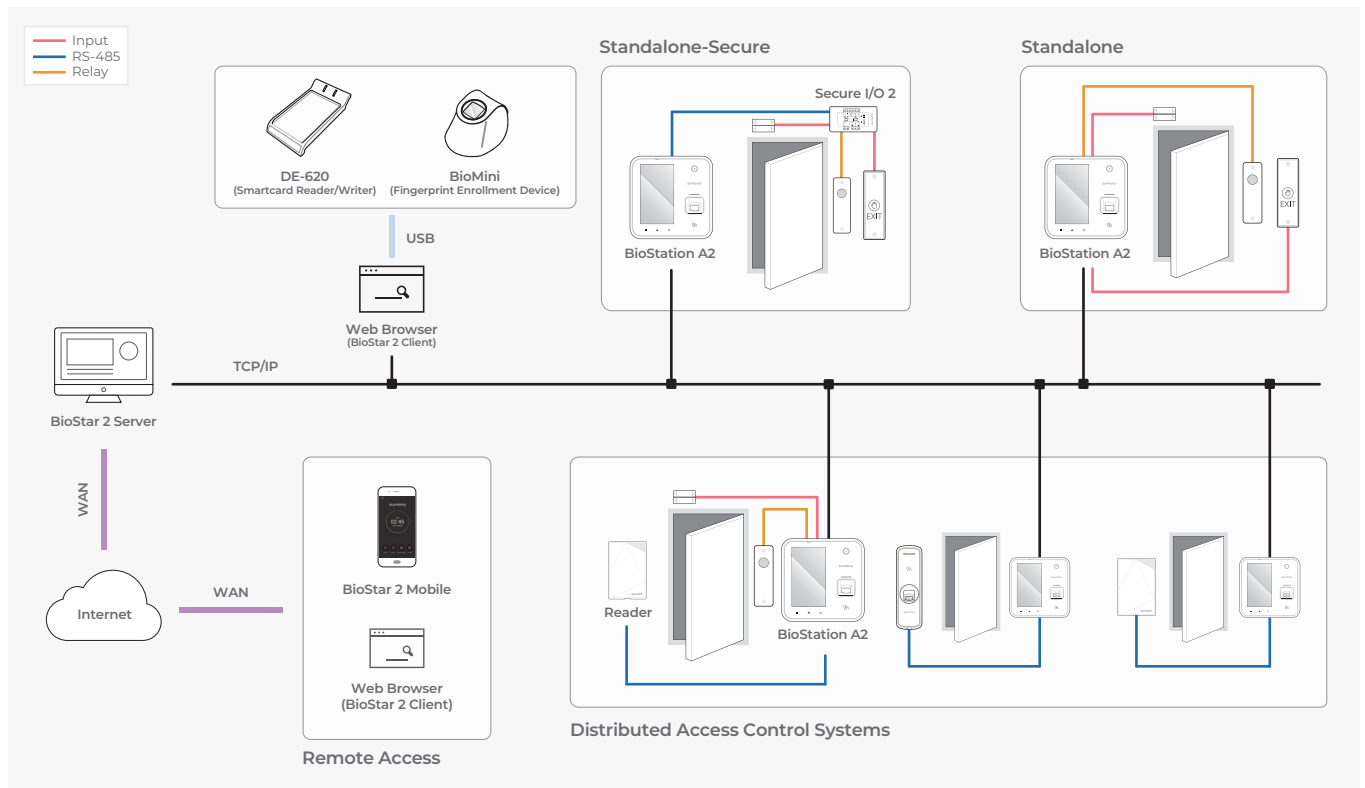 Input
RS-485
Relay
Standalone-Secure
Standalone
Secure I/O 2
DE-620
(Smartcard Reader/Writer)
BioMini
(Fingerprint Enrollment Device)
EXIT
BioStation A2
EXIT
BioStation A2
USB
Web Browser
(BioStar 2 Client)
TCP/IP
BioStar 2 Server
WAN
Internet
WAN
02:45
BioStar 2 Mobile
Web Browser
(BioStar 2 Client)
Remote Access
Reader
BioStation A2
Distributed Access Control Systems